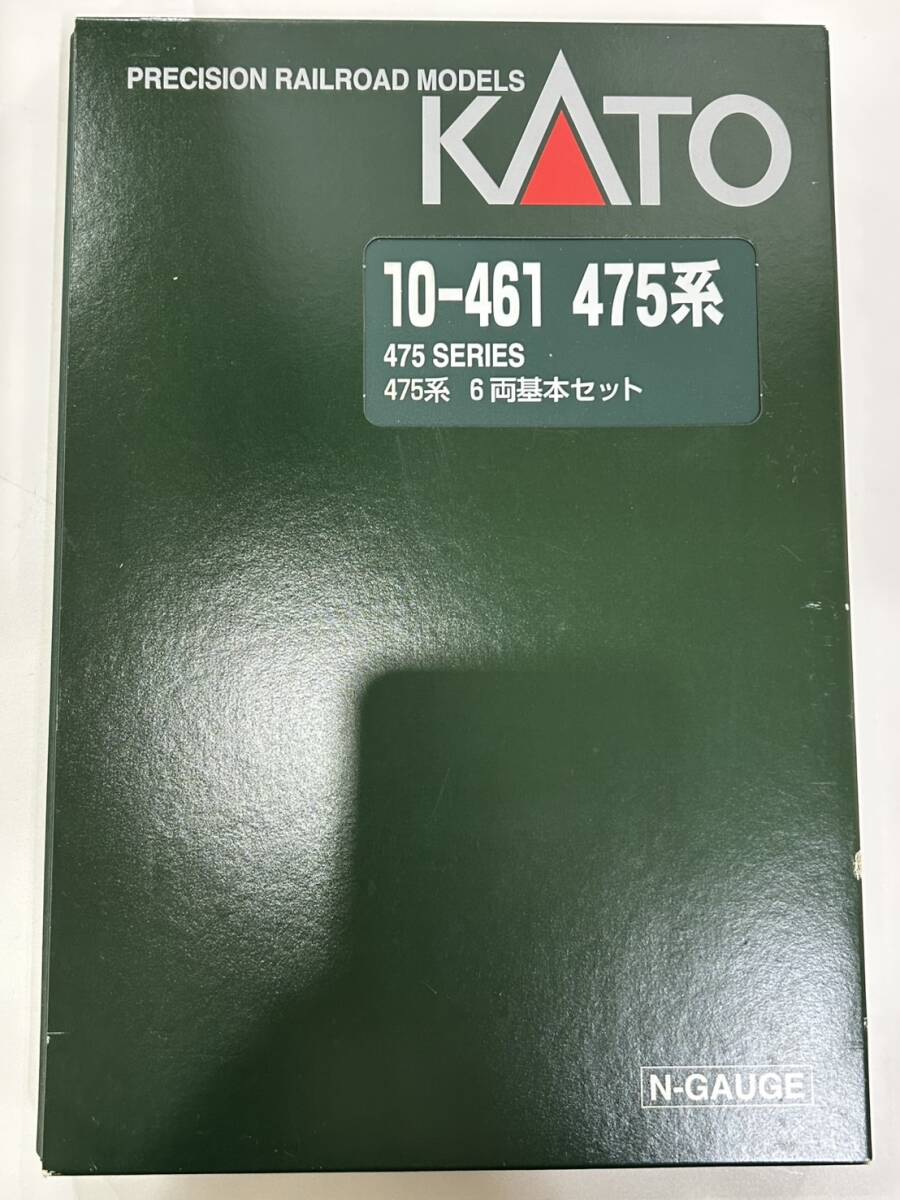 PRECISION RAILROAD MODELS
KATO
10-461 475系
475 SERIES
475系 6両基本セット
N-GAUGE